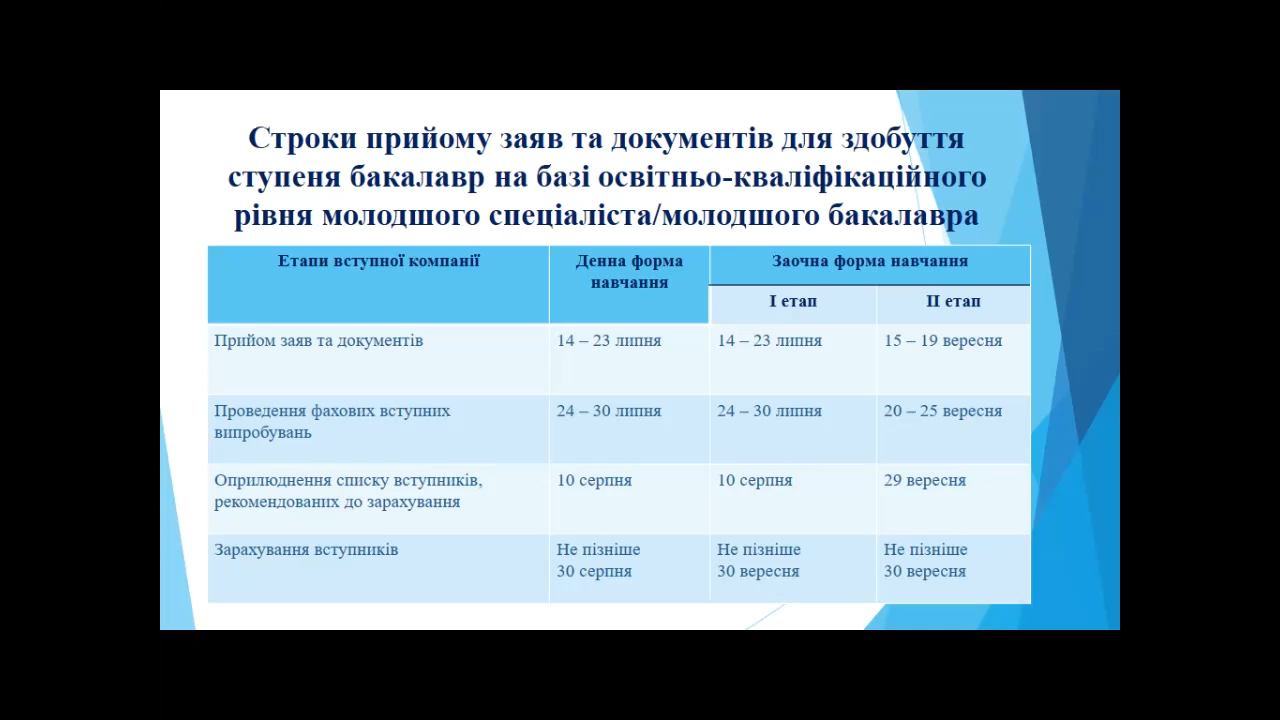 Строки прийому заяв та документів для здобуття
ступеня бакалавр на базі освітньо-кваліфікаційного
рівня молодшого спеціаліста/молодшого бакалавра
Етапи вступної компанії
Денна форма
навчання
Заочна форма навчання
І етап
ІІ етап
Прийом заяв та документів
14 – 23 липня
14 – 23 липня
15 – 19 вересня
Проведення фахових вступних
випробувань
24 – 30 липня
24 – 30 липня
20 – 25 вересня
Оприлюднення списку вступників,
рекомендованих до зарахування
10 серпня
10 серпня
29 вересня
Зарахування вступників
Не пізніше
30 серпня
Не пізніше
30 вересня
Не пізніше
30 вересня